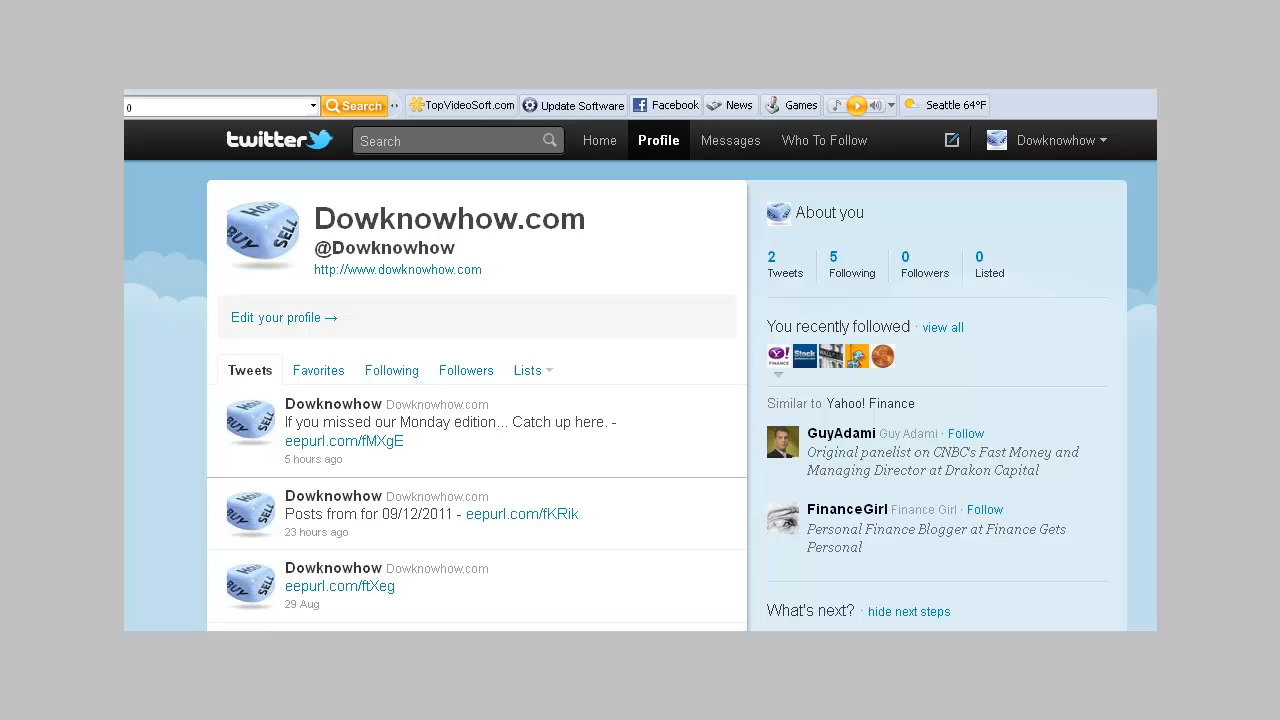 0 Search TopVideoSoft.com Update Software Facebook News Games Seattle 64°F
twitter Search Home Profile Messages Who To Follow Dowknowhow
HOLD BUY SELL
Dowknowhow.com
@Dowknowhow
http://www.dowknowhow.com
Edit your profile →
Tweets Favorites Following Followers Lists
Dowknowhow Dowknowhow.com
If you missed our Monday edition... Catch up here. -
eepurl.com/fMXgE
5 hours ago
Dowknowhow Dowknowhow.com
Posts from for 09/12/2011 - eepurl.com/fKRik
23 hours ago
Dowknowhow Dowknowhow.com
eepurl.com/ftXeg
29 Aug
About you
2 5 0 0
Tweets Following Followers Listed
You recently followed · view all
Y! FINANCE Stock
Similar to Yahoo! Finance
GuyAdami Guy Adami · Follow
Original panelist on CNBC's Fast Money and
Managing Director at Drakon Capital
FinanceGirl Finance Girl · Follow
Personal Finance Blogger at Finance Gets
Personal
What's next? · hide next steps